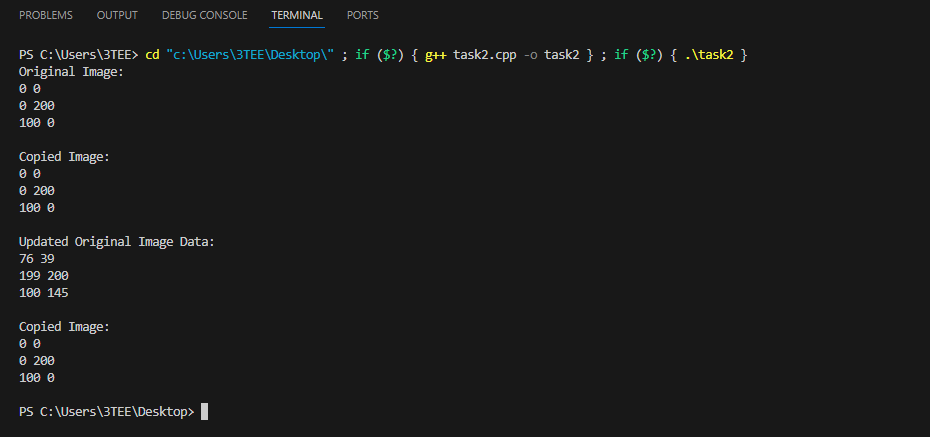 PROBLEMS OUTPUT DEBUG CONSOLE TERMINAL PORTS
PS C:\Users\3TEE> cd "c:\Users\3TEE\Desktop\" ; if ($?) { g++ task2.cpp -o task2 } ; if ($?) { .\task2 }
Original Image:
0 0
0 200
100 0
Copied Image:
0 0
0 200
100 0
Updated Original Image Data:
76 39
199 200
100 145
Copied Image:
0 0
0 200
100 0
PS C:\Users\3TEE\Desktop>